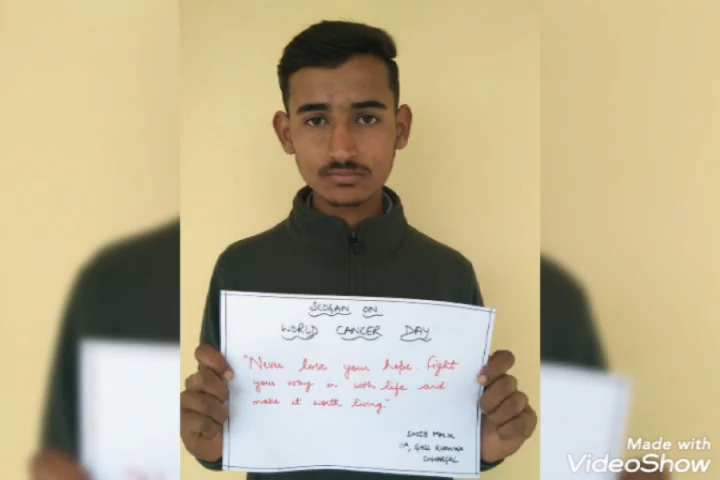 SLOGAN ON
WORLD CANCER DAY
"Never lose your hope. Fight
your way in with life and
make it worth living."
Made with
VideoShow